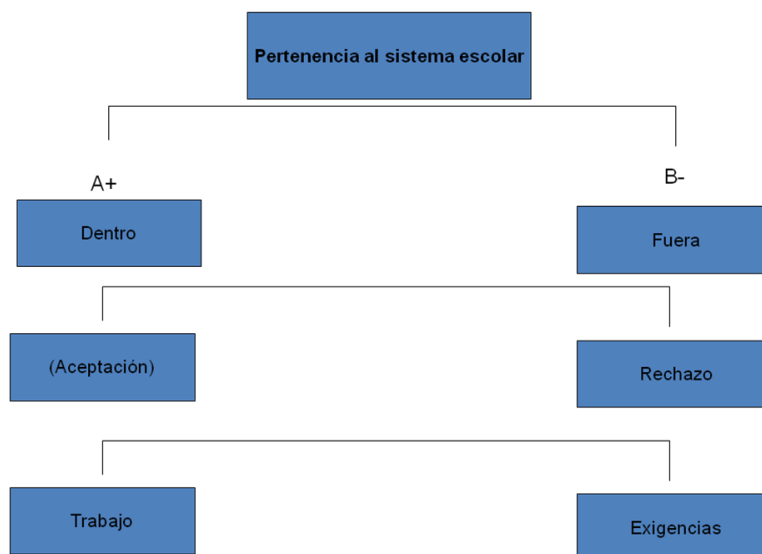 Pertenencia al sistema escolar
A+
B-
Dentro
Fuera
(Aceptación)
Rechazo
Trabajo
Exigencias